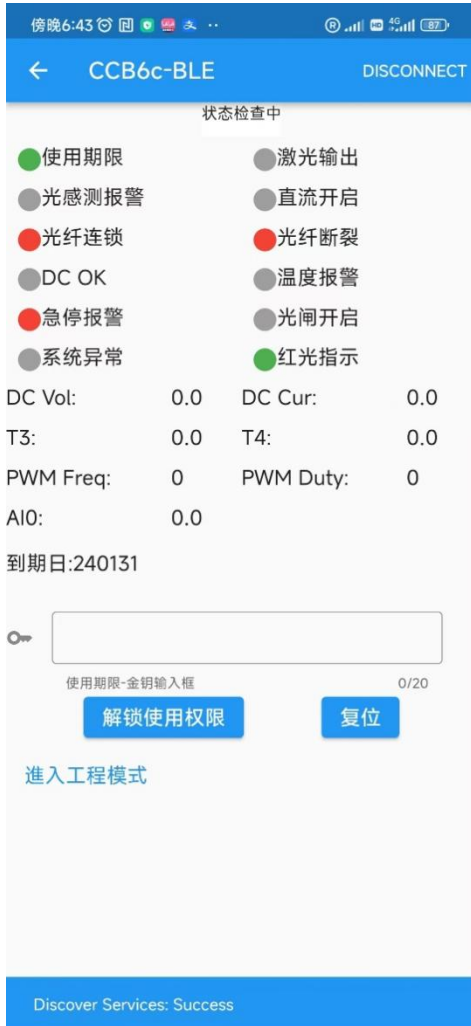 傍晚6:43
4G 87
CCB6c-BLE DISCONNECT
状态检查中
使用期限 激光输出
光感测报警 直流开启
光纤连锁 光纤断裂
DC OK 温度报警
急停报警 光闸开启
系统异常 红光指示
DC Vol: 0.0 DC Cur: 0.0
T3: 0.0 T4: 0.0
PWM Freq: 0 PWM Duty: 0
AI0: 0.0
到期日:240131
使用期限-金钥输入框 0/20
解锁使用权限 复位
進入工程模式
Discover Services: Success